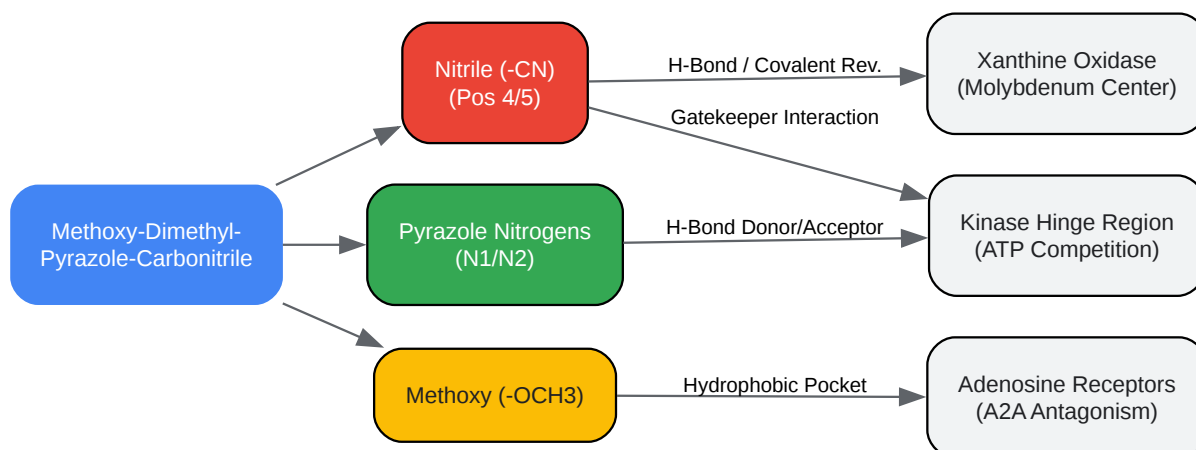 Nitrile (-CN)
(Pos 4/5)
H-Bond / Covalent Rev.
Xanthine Oxidase
(Molybdenum Center)
Gatekeeper Interaction
Methoxy-Dimethyl-
Pyrazole-Carbonitrile
Pyrazole Nitrogens
(N1/N2)
H-Bond Donor/Acceptor
Kinase Hinge Region
(ATP Competition)
Methoxy (-OCH3)
Hydrophobic Pocket
Adenosine Receptors
(A2A Antagonism)